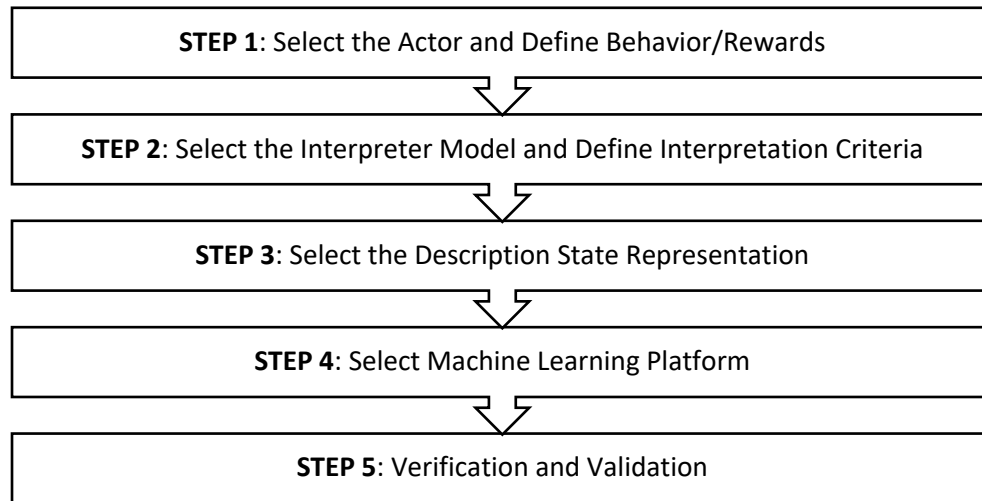 STEP 1: Select the Actor and Define Behavior/Rewards
STEP 2: Select the Interpreter Model and Define Interpretation Criteria
STEP 3: Select the Description State Representation
STEP 4: Select Machine Learning Platform
STEP 5: Verification and Validation